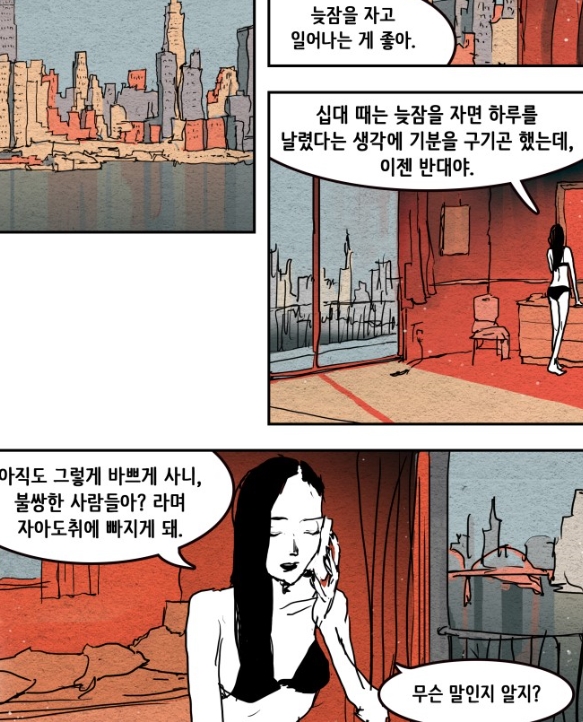 늦잠을 자고
일어나는 게 좋아.
십대 때는 늦잠을 자면 하루를
날렸다는 생각에 기분을 구기곤 했는데,
이젠 반대야.
아직도 그렇게 바쁘게 사니,
불쌍한 사람들아? 라며
자아도취에 빠지게 돼.
무슨 말인지 알지?